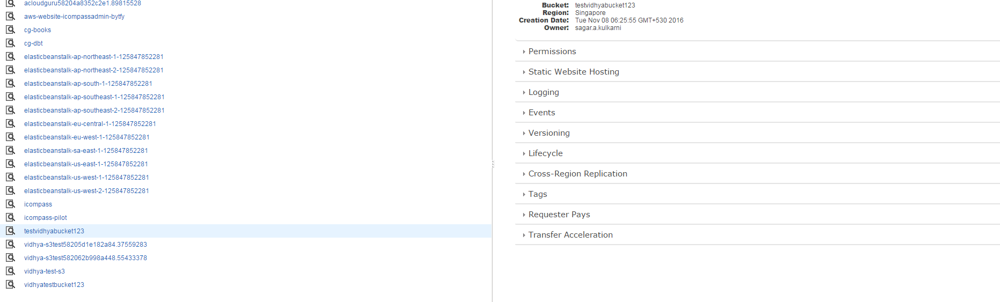 acloudguru58204a8352c2e1.89815528
aws-website-icompassadmin-bytfy
cg-books
cg-dbt
elasticbeanstalk-ap-northeast-1-125847852281
elasticbeanstalk-ap-northeast-2-125847852281
elasticbeanstalk-ap-south-1-125847852281
elasticbeanstalk-ap-southeast-1-125847852281
elasticbeanstalk-ap-southeast-2-125847852281
elasticbeanstalk-eu-central-1-125847852281
elasticbeanstalk-eu-west-1-125847852281
elasticbeanstalk-sa-east-1-125847852281
elasticbeanstalk-us-east-1-125847852281
elasticbeanstalk-us-west-1-125847852281
elasticbeanstalk-us-west-2-125847852281
icompass
icompass-pilot
testvidhyabucket123
vidhya-s3test58205d1e182a84.37559283
vidhya-s3test582062b998a448.55433378
vidhya-test-s3
vidhyatestbucket123
Bucket: testvidhyabucket123
Region: Singapore
Creation Date: Tue Nov 08 06:25:55 GMT+530 2016
Owner: sagar.a.kulkarni
Permissions
Static Website Hosting
Logging
Events
Versioning
Lifecycle
Cross-Region Replication
Tags
Requester Pays
Transfer Acceleration